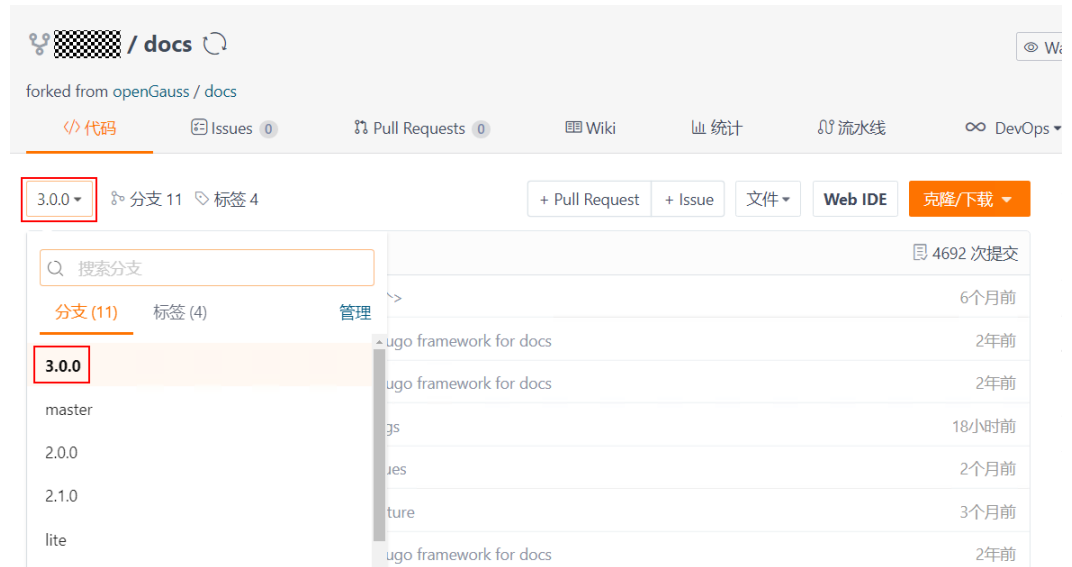 / docs
Wa
forked from openGauss / docs
代码 Issues 0 Pull Requests 0 Wiki 统计 流水线 DevOps
3.0.0 分支 11 标签 4 + Pull Request + Issue 文件 Web IDE 克隆/下载
搜索分支
4692 次提交
分支 (11) 标签 (4) 管理
3.0.0
master
2.0.0
2.1.0
lite
>
6个月前
ugo framework for docs
2年前
ugo framework for docs
2年前
gs
18小时前
ues
2个月前
ture
3个月前
ugo framework for docs
2年前